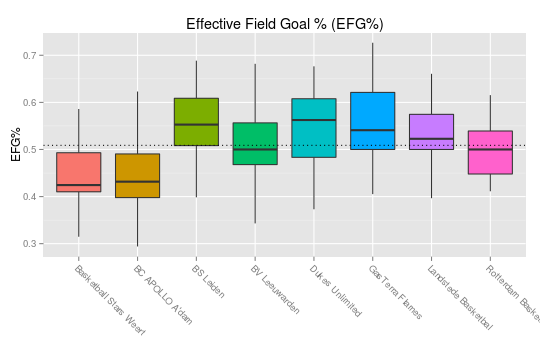 Effective Field Goal % (EFG%)
EFG%
0.7
0.6
0.5
0.4
0.3
Basketball Stars Weert
BC APOLLO A'dam
BS Leiden
BV Leeuwarden
Dukes Unlimited
GasTerra Flames
Landstede Basketbal
Rotterdam Baske